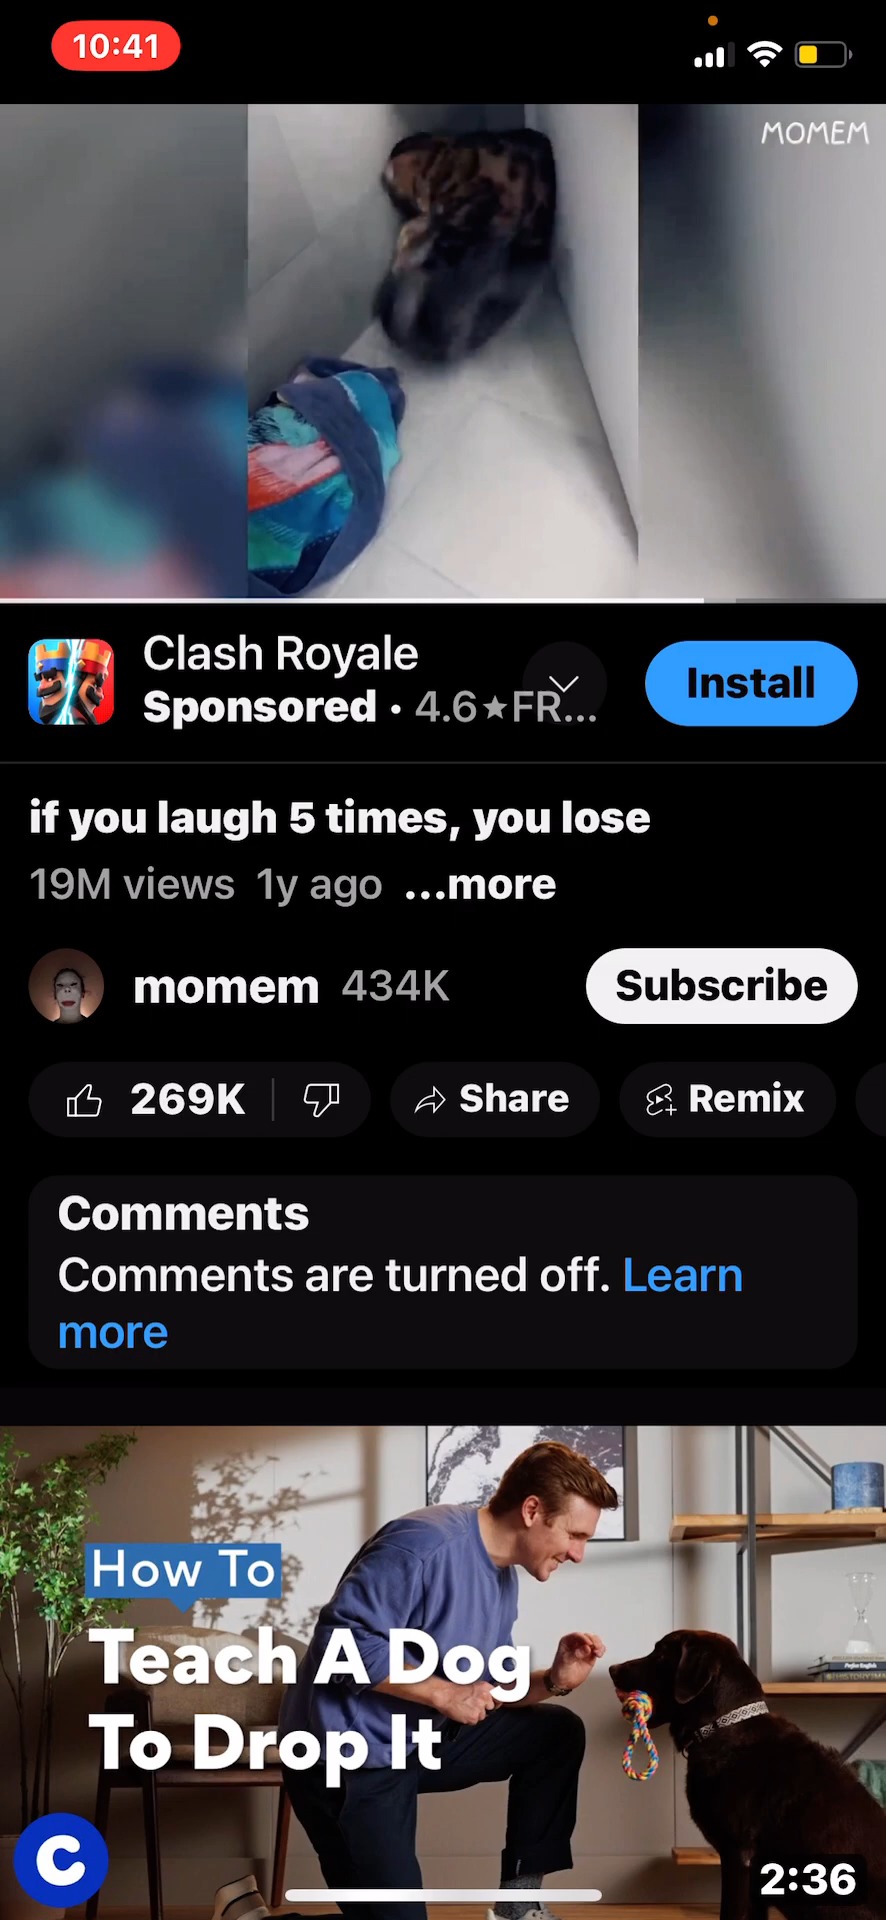 10:41
MOMEM
Clash Royale
Sponsored • 4.6★FR...
Install
if you laugh 5 times, you lose
19M views 1y ago ...more
momem 434K
Subscribe
269K
Share
Remix
Comments
Comments are turned off. Learn
more
How To
Teach A Dog
To Drop It
C
2:36